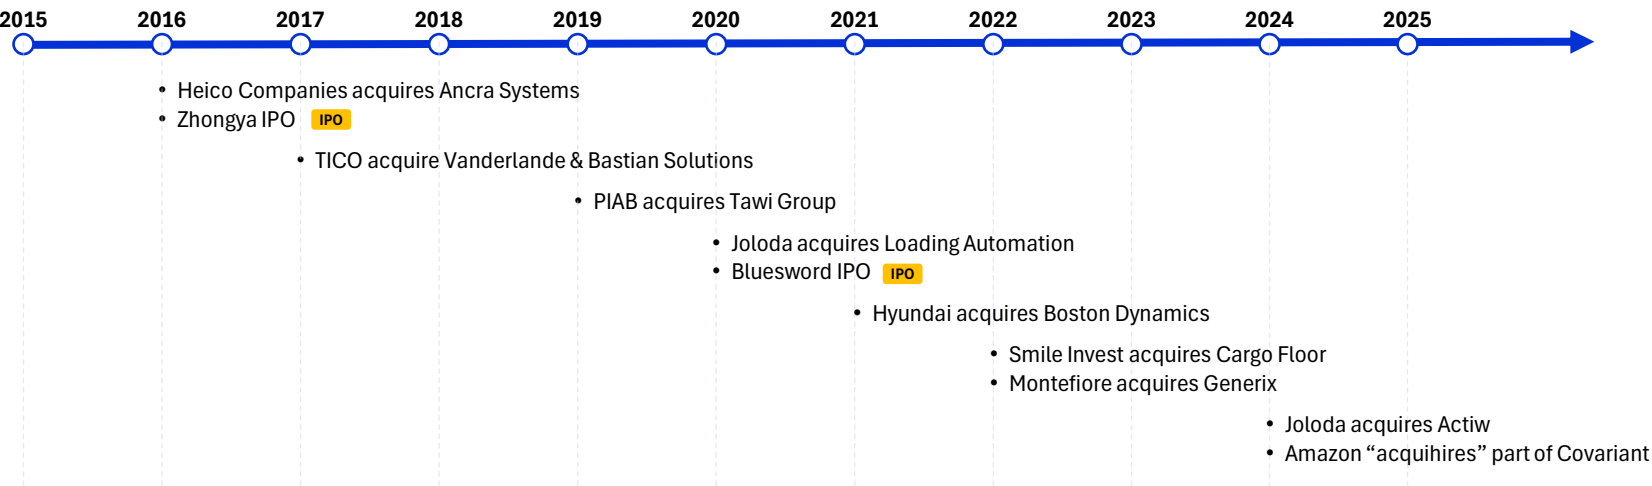 2015 2016 2017 2018 2019 2020 2021 2022 2023 2024 2025
• Heico Companies acquires Ancra Systems
• Zhongya IPO IPO
• TICO acquire Vanderlande & Bastian Solutions
• PIAB acquires Tawi Group
• Joloda acquires Loading Automation
• Bluesword IPO IPO
• Hyundai acquires Boston Dynamics
• Smile Invest acquires Cargo Floor
• Montefiore acquires Generix
• Joloda acquires Actiw
• Amazon “acquihires” part of Covariant